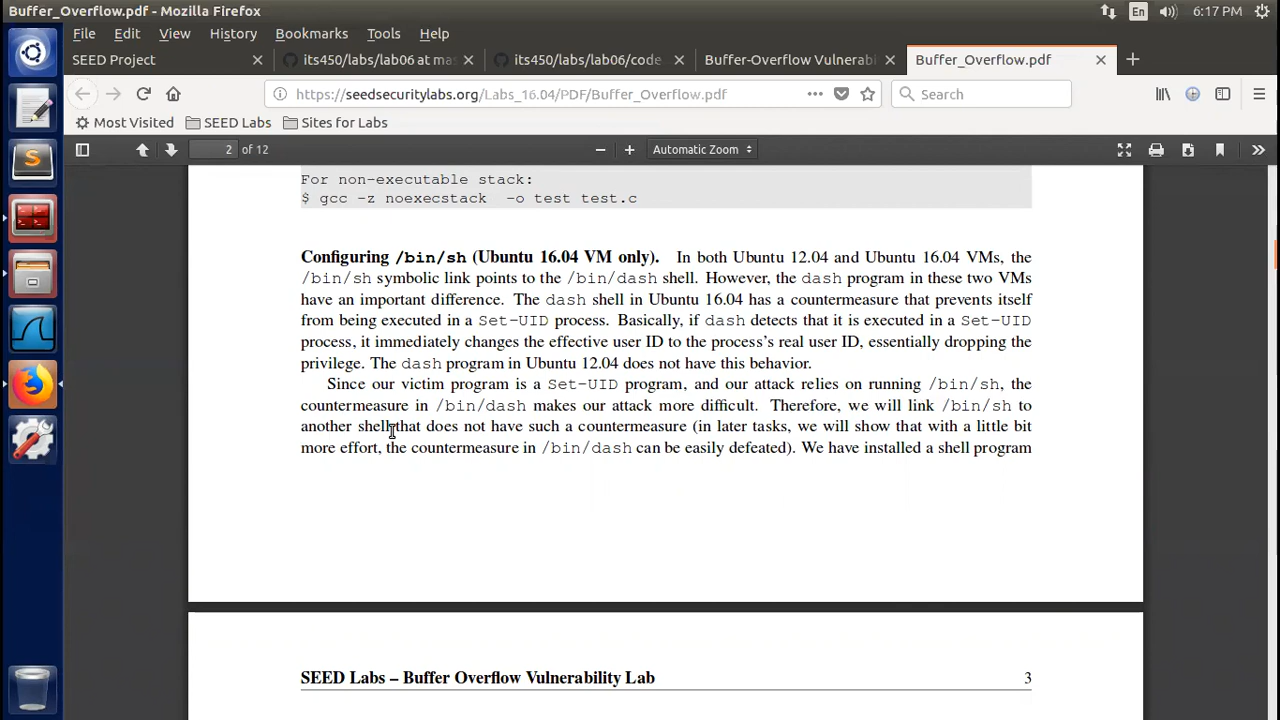 Buffer_Overflow.pdf - Mozilla Firefox
En
6:17 PM
File Edit View History Bookmarks Tools Help
SEED Project
its450/labs/lab06 at mas
its450/labs/lab06/code
Buffer-Overflow Vulnerabi
Buffer_Overflow.pdf
https://seedsecuritylabs.org/Labs_16.04/PDF/Buffer_Overflow.pdf
Search
Most Visited SEED Labs Sites for Labs
2 of 12
Automatic Zoom
For non-executable stack:
$ gcc -z noexecstack -o test test.c
Configuring /bin/sh (Ubuntu 16.04 VM only). In both Ubuntu 12.04 and Ubuntu 16.04 VMs, the
/bin/sh symbolic link points to the /bin/dash shell. However, the dash program in these two VMs
have an important difference. The dash shell in Ubuntu 16.04 has a countermeasure that prevents itself
from being executed in a Set-UID process. Basically, if dash detects that it is executed in a Set-UID
process, it immediately changes the effective user ID to the process's real user ID, essentially dropping the
privilege. The dash program in Ubuntu 12.04 does not have this behavior.
Since our victim program is a Set-UID program, and our attack relies on running /bin/sh, the
countermeasure in /bin/dash makes our attack more difficult. Therefore, we will link /bin/sh to
another shell that does not have such a countermeasure (in later tasks, we will show that with a little bit
more effort, the countermeasure in /bin/dash can be easily defeated). We have installed a shell program
SEED Labs – Buffer Overflow Vulnerability Lab
3